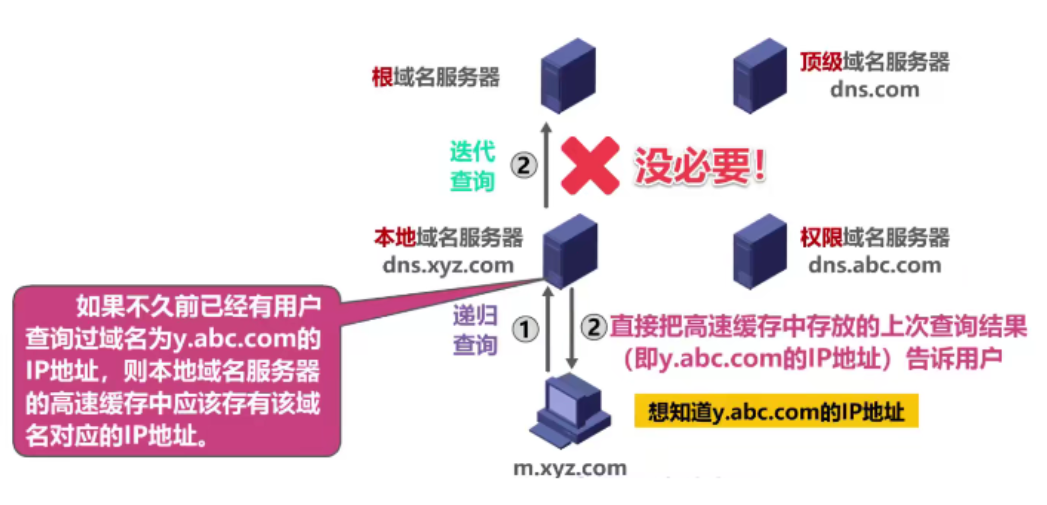 根域名服务器
顶级域名服务器
dns.com
迭代
查询
②
没必要！
本地域名服务器
dns.xyz.com
权限域名服务器
dns.abc.com
如果不久前已经有用户
查询过域名为y.abc.com的
IP地址，则本地域名服务器
的高速缓存中应该存有该域
名对应的IP地址。
递归
查询
①
②直接把高速缓存中存放的上次查询结果
（即y.abc.com的IP地址）告诉用户
想知道y.abc.com的IP地址
m.xyz.com